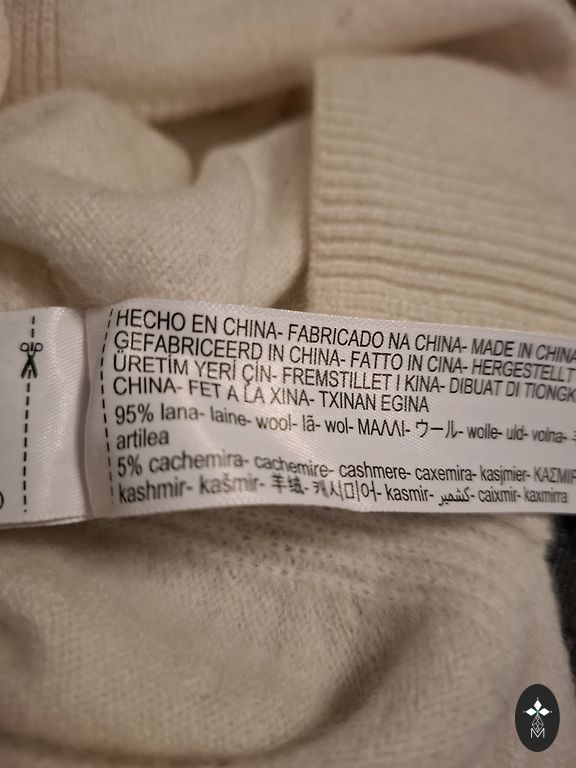 HECHO EN CHINA- FABRICADO NA CHINA- MADE IN CHINA
GEFABRICEERD IN CHINA- FATTO IN CINA- HERGESTELLT
ÜRETİM YERİ ÇİN- FREMSTILLET I KINA- DIBUAT DI TIONGK
CHINA- FET A LA XINA- TXINAN EGINA
95% lana- laine- wool- lã- wol- ΜΑΛΛΙ- ウール- wolle- uld- volna-
artilea
5% cachemira- cachemire- cashmere- caxemira- kasjmier- ΚΑΣΜΙΡ
kashmir- kašmir- 羊绒- 캐시미어- kasmir- كشمير- caixmir- kaxmirra
M